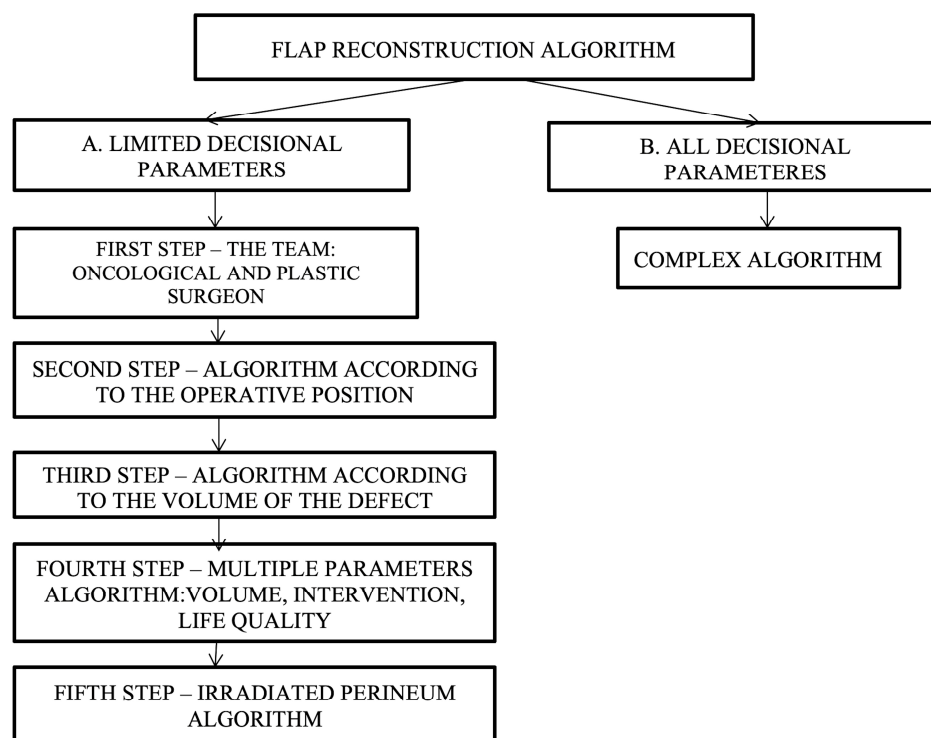 FLAP RECONSTRUCTION ALGORITHM
A. LIMITED DECISIONAL
PARAMETERS
B. ALL DECISIONAL
PARAMETERES
FIRST STEP – THE TEAM:
ONCOLOGICAL AND PLASTIC
SURGEON
COMPLEX ALGORITHM
SECOND STEP – ALGORITHM ACCORDING
TO THE OPERATIVE POSITION
THIRD STEP – ALGORITHM ACCORDING
TO THE VOLUME OF THE DEFECT
FOURTH STEP – MULTIPLE PARAMETERS
ALGORITHM:VOLUME, INTERVENTION,
LIFE QUALITY
FIFTH STEP – IRRADIATED PERINEUM
ALGORITHM